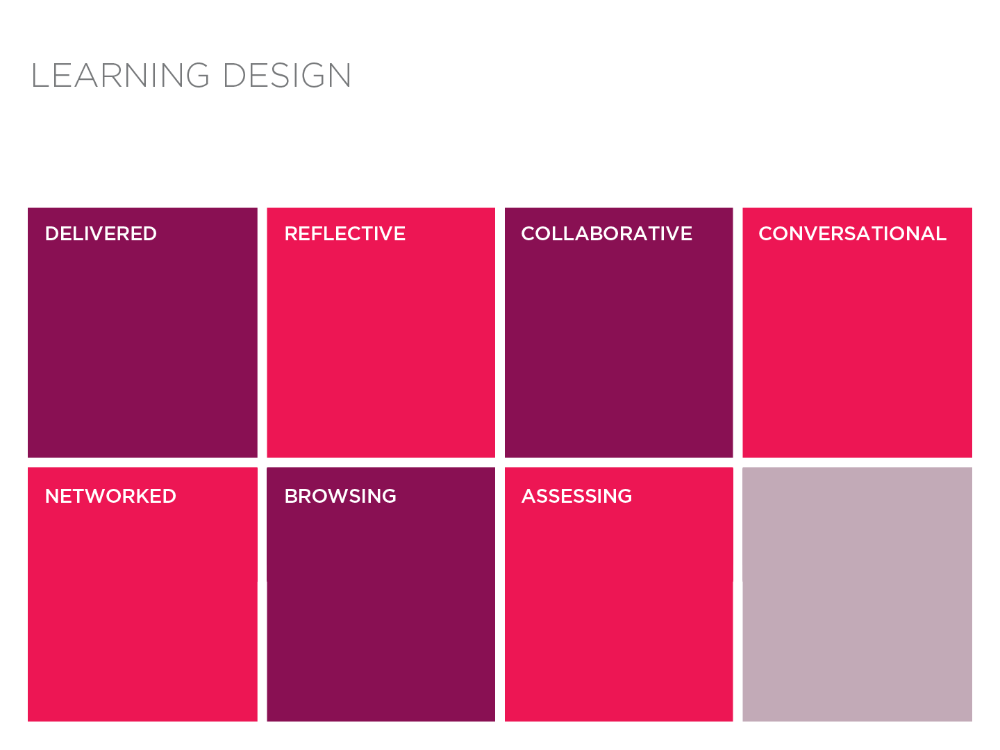 LEARNING DESIGN
DELIVERED
REFLECTIVE
COLLABORATIVE
CONVERSATIONAL
NETWORKED
BROWSING
ASSESSING